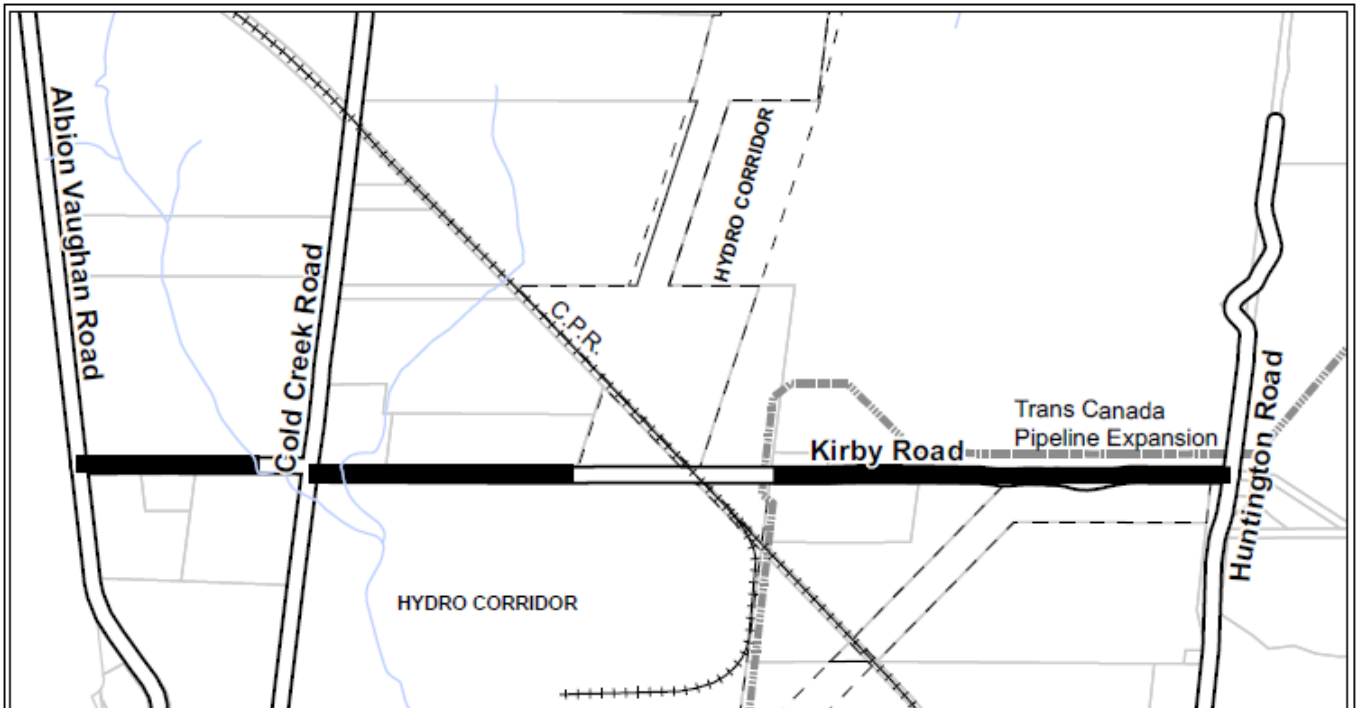 Albion Vaughan Road
Cold Creek Road
HYDRO CORRIDOR
C.P.R.
Trans Canada
Pipeline Expansion
Kirby Road
Huntington Road
HYDRO CORRIDOR